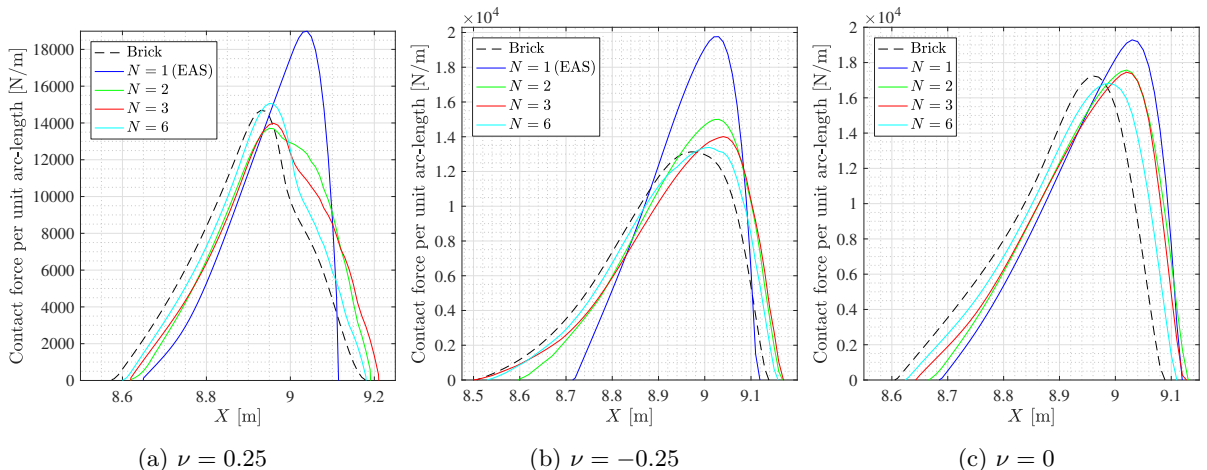 Contact force per unit arc-length [N/m]
18000
16000
14000
12000
10000
8000
6000
4000
2000
0
Brick
N = 1 (EAS)
N = 2
N = 3
N = 6
8.6 8.8 9 9.2
X [m]
(a) ν = 0.25
×10⁴
Contact force per unit arc-length [N/m]
2
1.8
1.6
1.4
1.2
1
0.8
0.6
0.4
0.2
0
Brick
N = 1 (EAS)
N = 2
N = 3
N = 6
8.5 8.6 8.7 8.8 8.9 9 9.1
X [m]
(b) ν = −0.25
×10⁴
Contact force per unit arc-length [N/m]
2
1.8
1.6
1.4
1.2
1
0.8
0.6
0.4
0.2
0
Brick
N = 1
N = 2
N = 3
N = 6
8.6 8.7 8.8 8.9 9 9.1
X [m]
(c) ν = 0